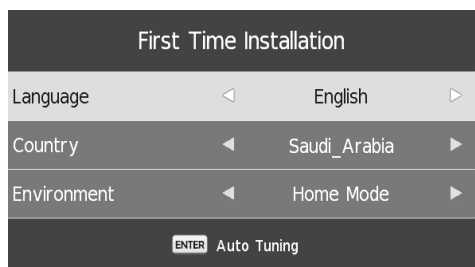 First Time Installation
Language English
Country Saudi_Arabia
Environment Home Mode
ENTER Auto Tuning